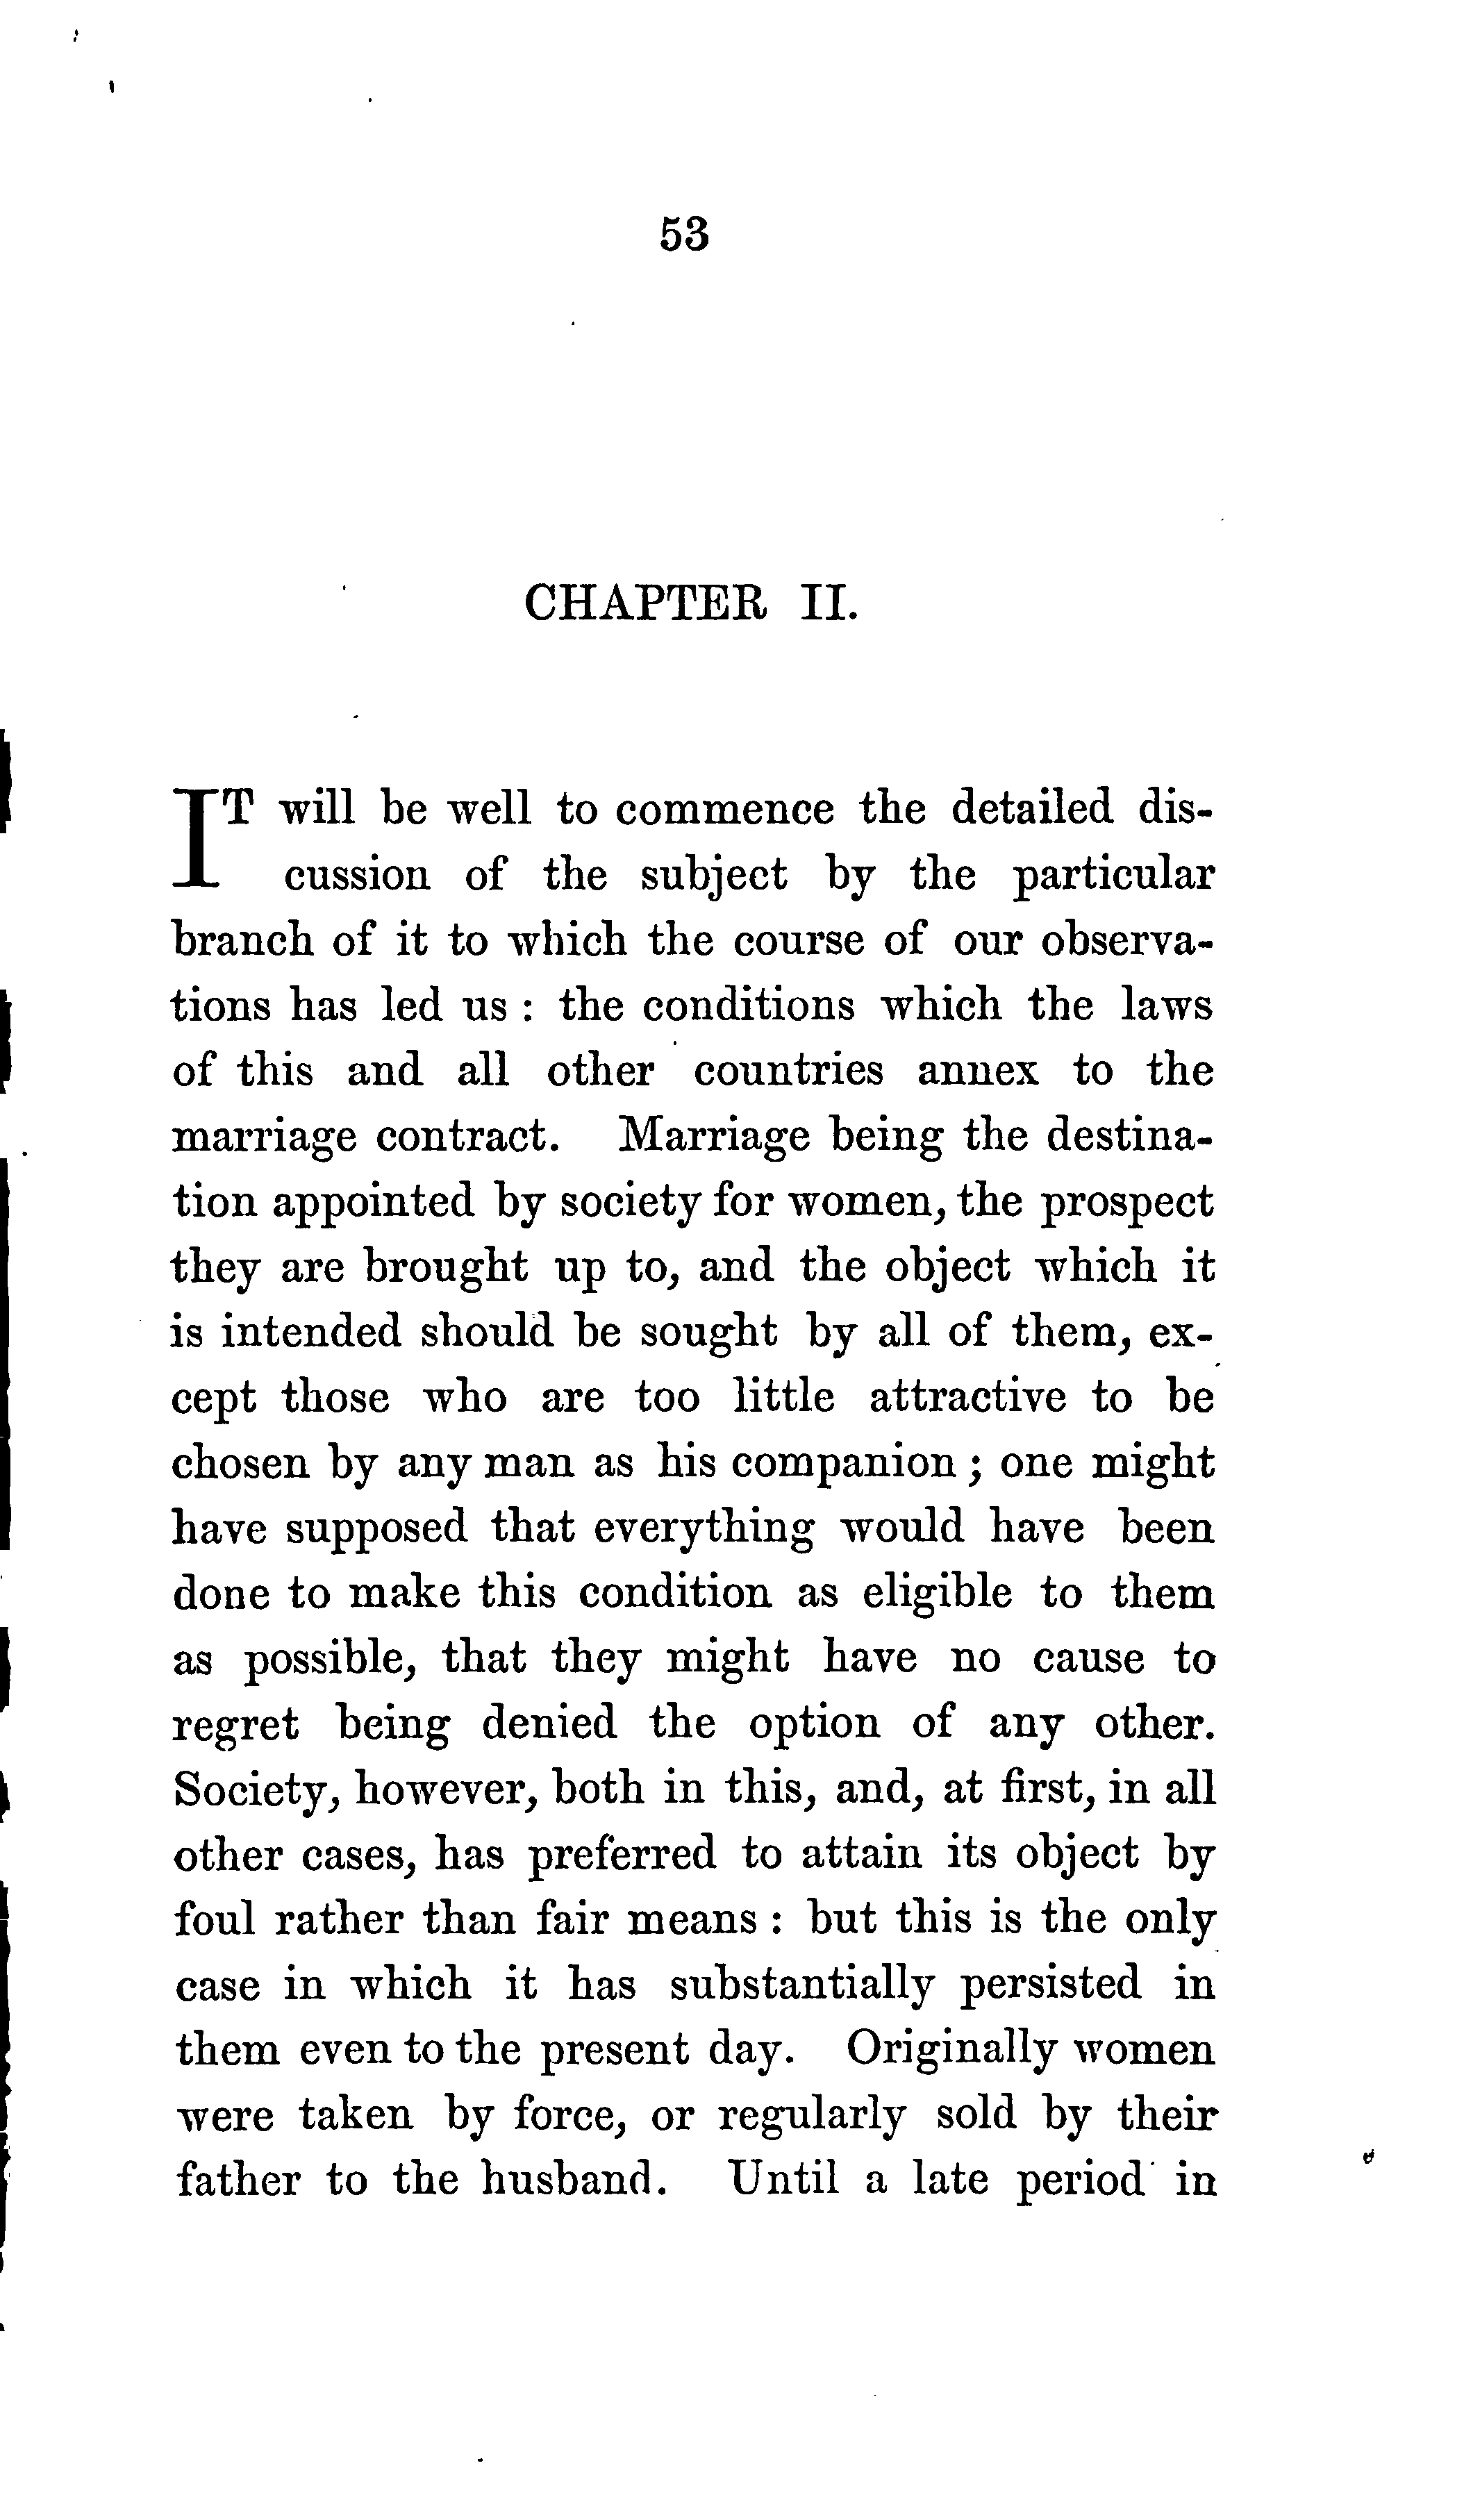 53
CHAPTER II.
IT will be well to commence the detailed dis-
cussion of the subject by the particular
branch of it to which the course of our observa-
tions has led us : the conditions which the laws
of this and all other countries annex to the
marriage contract. Marriage being the destina-
tion appointed by society for women, the prospect
they are brought up to, and the object which it
is intended should be sought by all of them, ex-
cept those who are too little attractive to be
chosen by any man as his companion ; one might
have supposed that everything would have been
done to make this condition as eligible to them
as possible, that they might have no cause to
regret being denied the option of any other.
Society, however, both in this, and, at first, in all
other cases, has preferred to attain its object by
foul rather than fair means : but this is the only
case in which it has substantially persisted in
them even to the present day. Originally women
were taken by force, or regularly sold by their
father to the husband. Until a late period in